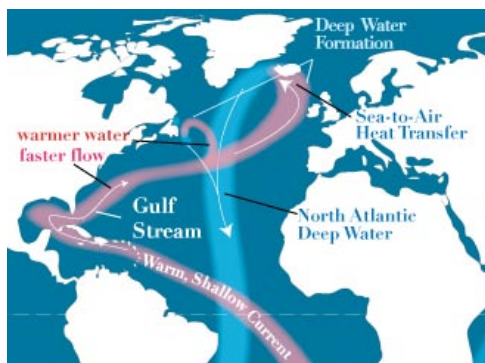 Deep Water
Formation
Sea-to-Air
Heat Transfer
warmer water
faster flow
Gulf
Stream
North Atlantic
Deep Water
Warm, Shallow Current